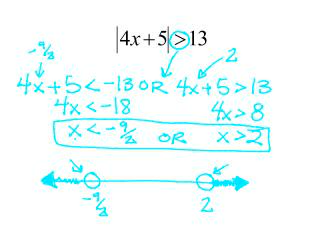 |4x+5|>13
-9/2 2
4x+5<-13 OR 4x+5>13
4x<-18 4x>8
x<-9/2 OR x>2
-9/2 2